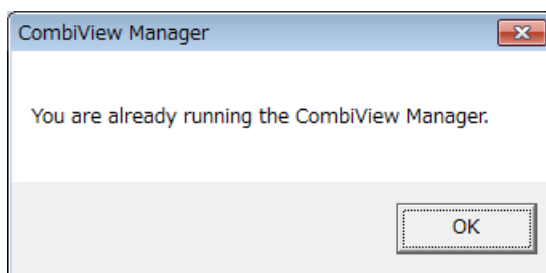 CombiView Manager
You are already running the CombiView Manager.
OK